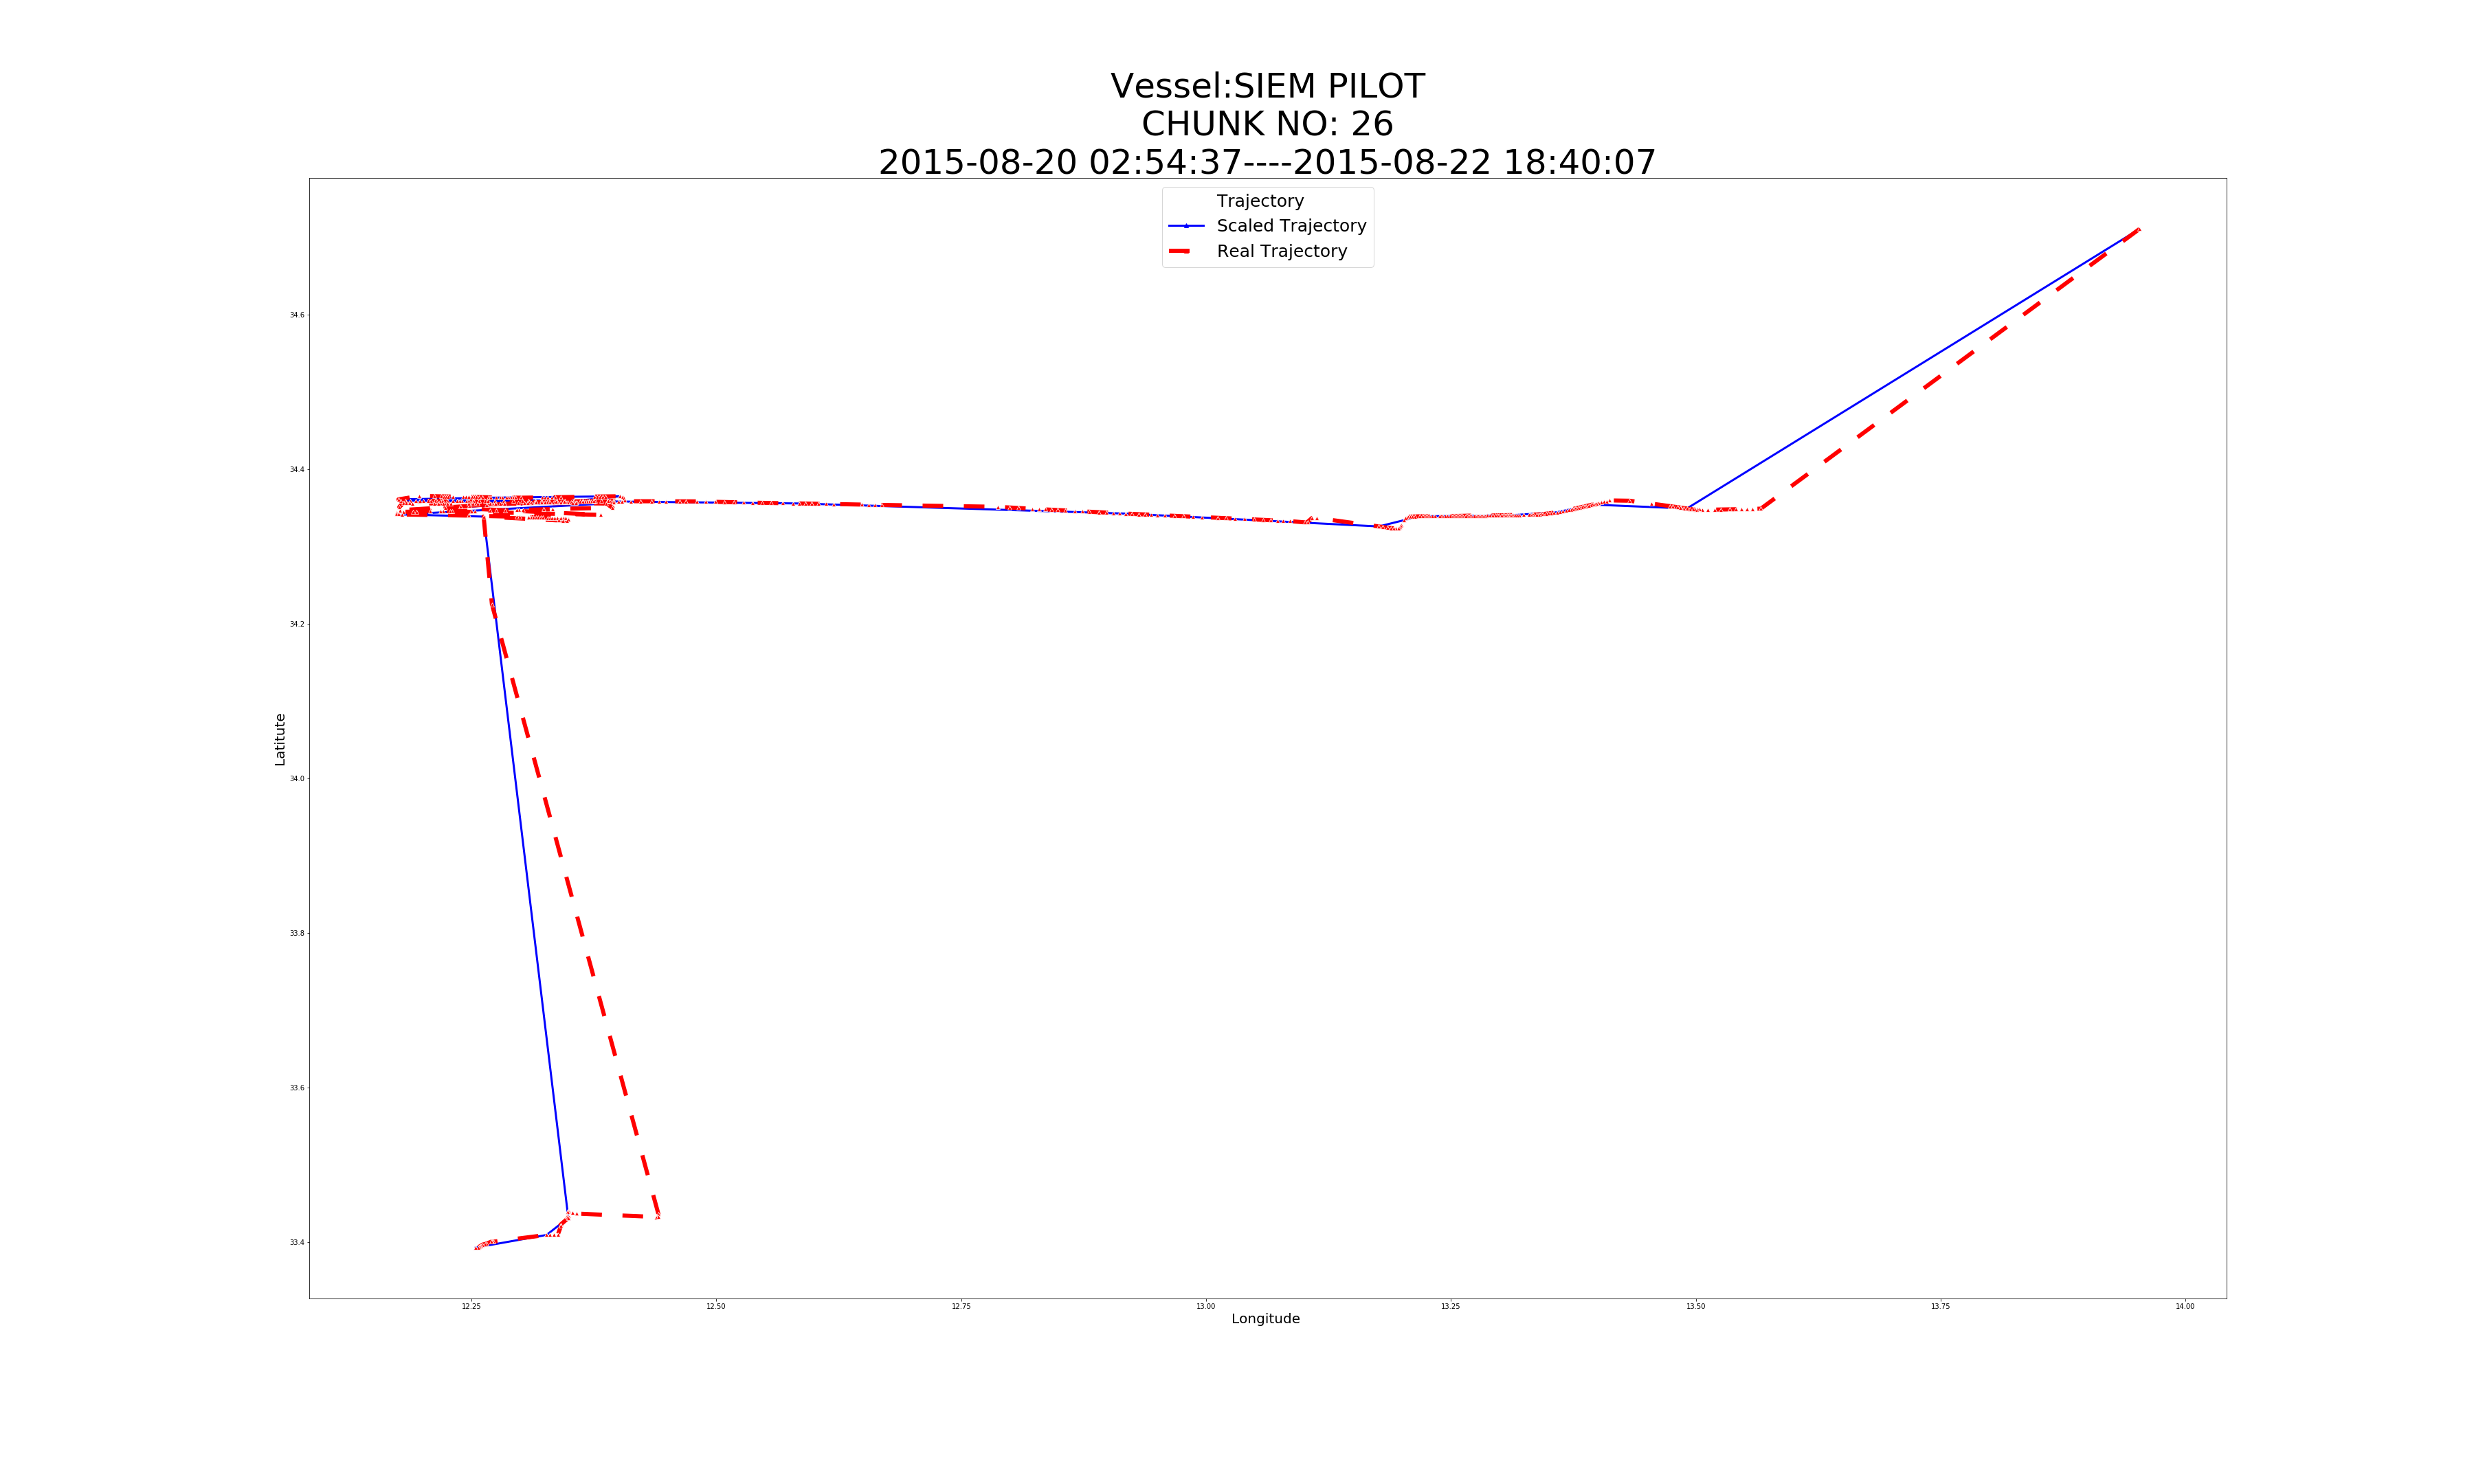 Vessel:SIEM PILOT
CHUNK NO: 26
2015-08-20 02:54:37----2015-08-22 18:40:07
Trajectory
Scaled Trajectory
Real Trajectory
34.6
34.4
34.2
34.0
33.8
33.6
33.4
Latitute
12.25 12.50 12.75 13.00 13.25 13.50 13.75 14.00
Longitude